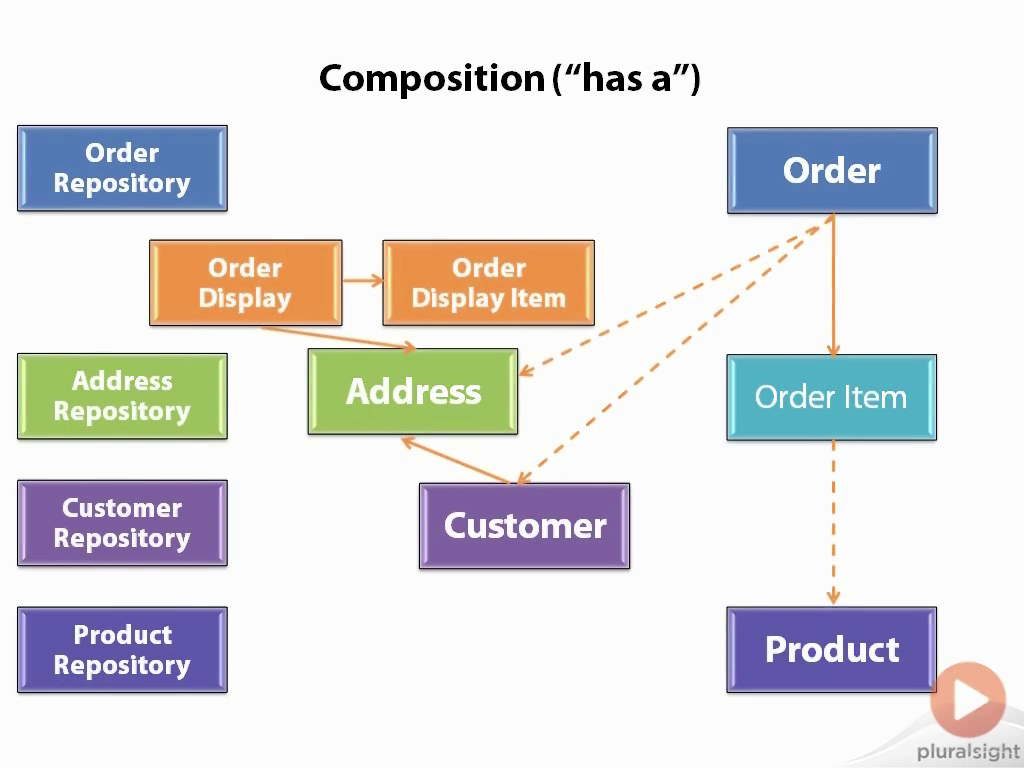 Composition (“has a”)
Order
Repository
Order
Order
Display
Order
Display Item
Address
Repository
Address
Order Item
Customer
Repository
Customer
Product
Repository
Product
pluralsight